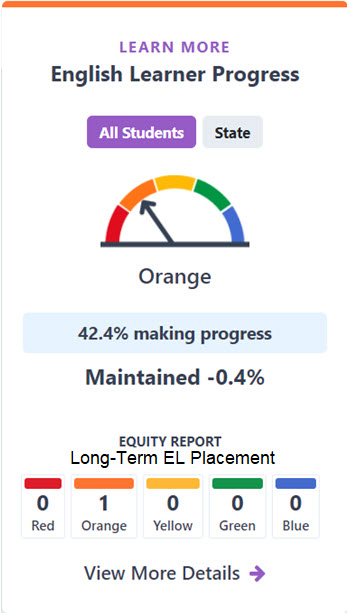 LEARN MORE
English Learner Progress
All Students State
Orange
42.4% making progress
Maintained -0.4%
EQUITY REPORT
Long-Term EL Placement
0 1 0 0 0
Red Orange Yellow Green Blue
View More Details →